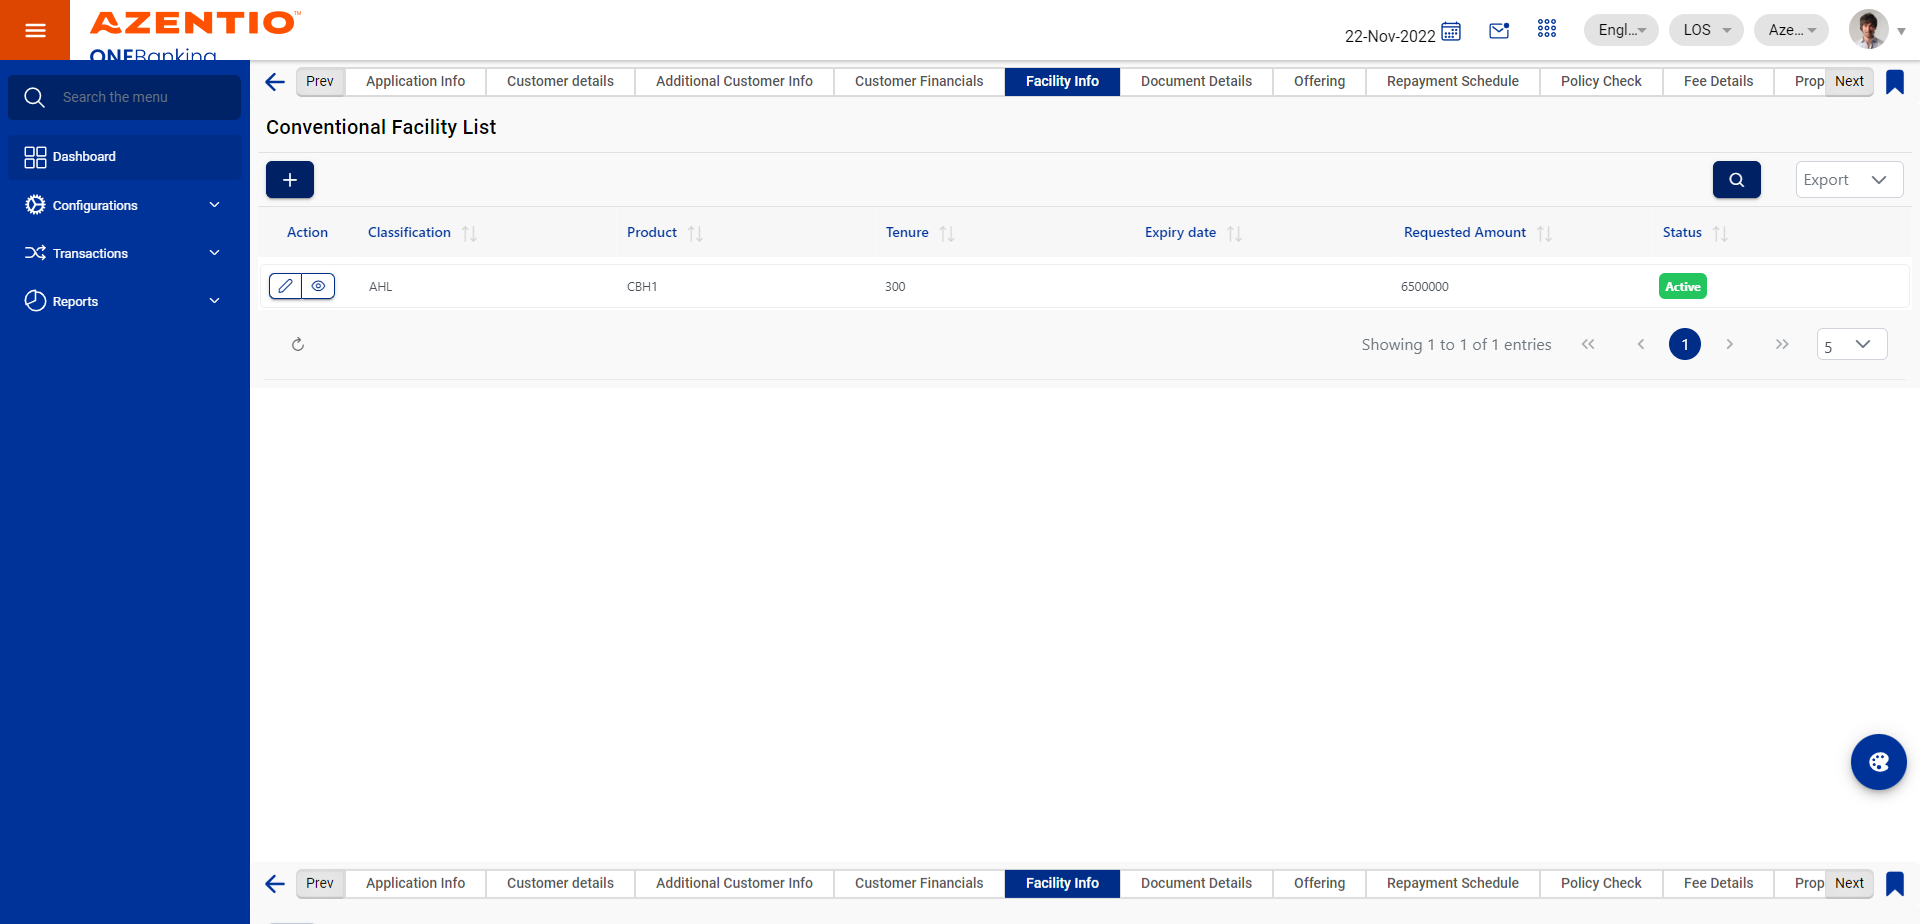 AZENTIO™
ONEBanking
22-Nov-2022
Engl...
LOS
Aze...
Search the menu
Dashboard
Configurations
Transactions
Reports
Prev Application Info Customer details Additional Customer Info Customer Financials Facility Info Document Details Offering Repayment Schedule Policy Check Fee Details Prop Next
Conventional Facility List
+
Export
Action Classification Product Tenure Expiry date Requested Amount Status
AHL CBH1 300 6500000 Active
Showing 1 to 1 of 1 entries 1 5
Prev Application Info Customer details Additional Customer Info Customer Financials Facility Info Document Details Offering Repayment Schedule Policy Check Fee Details Prop Next